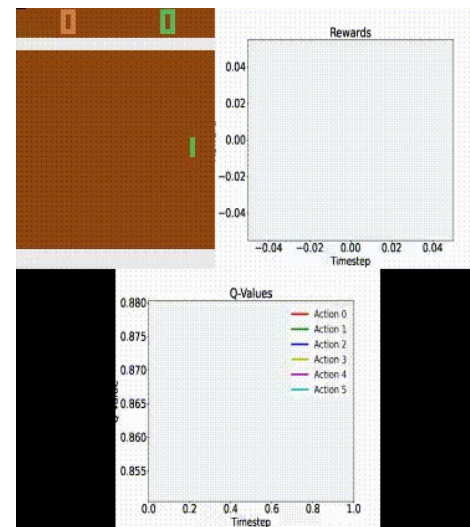 0 0
Rewards
0.04
0.02
0.00
−0.02
−0.04
−0.04 −0.02 0.00 0.02 0.04
Timestep
Q-Values
0.880
0.875
0.870
0.865
0.860
0.855
Action 0
Action 1
Action 2
Action 3
Action 4
Action 5
0.0 0.2 0.4 0.6 0.8 1.0
Timestep